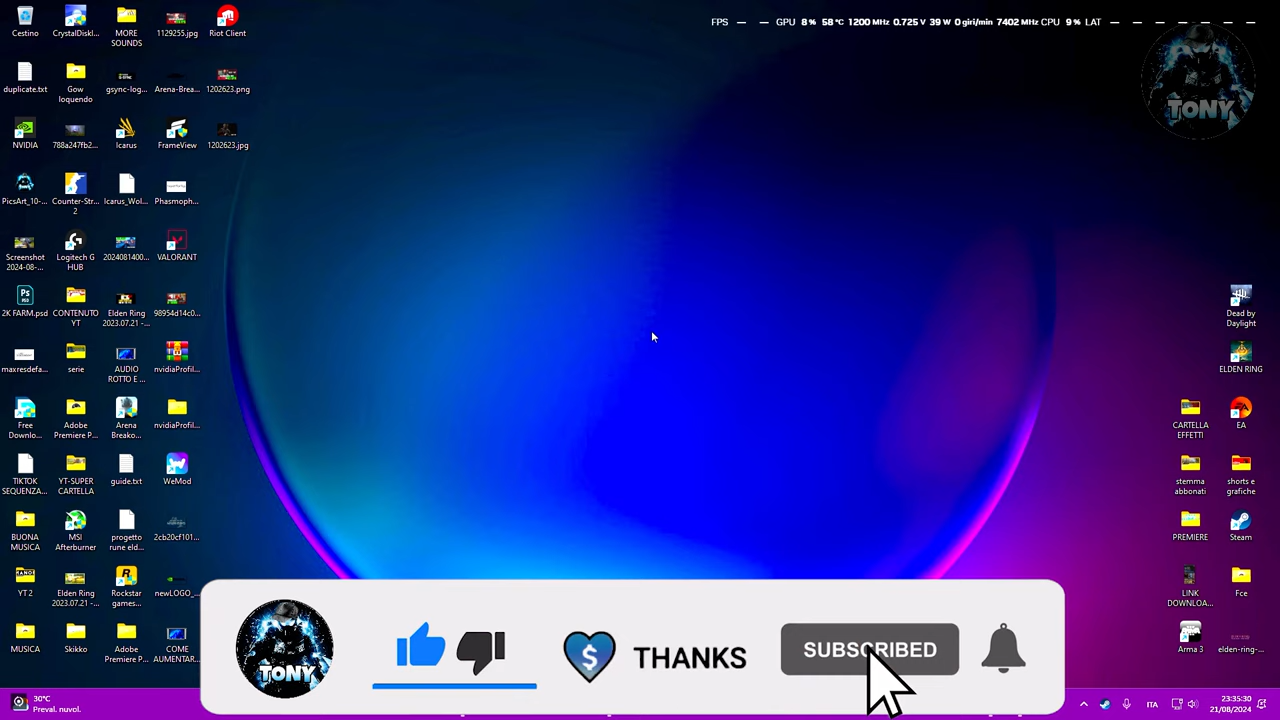 FPS — — GPU 8 % 58 °C 1200 MHz 0.725 V 39 W 0 giri/min 7402 MHz CPU 9 % LAT — — — — — —
TONY
Cestino
CrystalDiskI...
MORE
SOUNDS
1129255.jpg
Riot Client
duplicate.txt
Gow
loquendo
gsync-log...
Arena-Brea...
1202623.png
NVIDIA
788a247fb2...
Icarus
FrameView
1202623.jpg
PicsArt_10-...
Counter-Str...
2
Icarus_Wol...
Screenshot
2024-08-...
Logitech G
HUB
2024081400...
VALORANT
2K FARM.psd
CONTENUTO
YT
Elden Ring
2023.07.21 -...
98954d14c0...
maxresdefa...
serie
AUDIO
ROTTO E ...
nvidiaProfil...
Free
Downlo...
Adobe
Premiere P...
Arena
Breako...
nvidiaProfil...
TIKTOK
SEQUENZA...
YT-SUPER
CARTELLA
guide.txt
WeMod
BUONA
MUSICA
MSI
Afterburner
progetto
rune eld...
2cb20cf101...
YT 2
Elden Ring
2023.07.21 -...
Rockstar
games...
newLOGO_...
MUSICA
Skikko
Adobe
Premiere P...
COME
AUMENTAR...
Dead by
Daylight
ELDEN RING
CARTELLA
EFFETTI
EA
stemma
abbonati
shorts e
grafiche
PREMIERE
Steam
LINK
DOWNLOA...
Fce
Arma 3
elden-ring-...
TONY
THANKS
SUBSCRIBED
30°C
Preval. nuvol.
ITA
23:35:30
21/08/2024